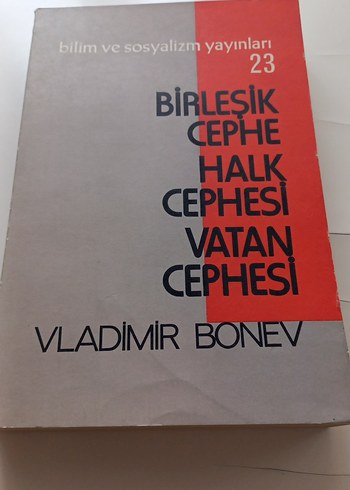 bilim ve sosyalizm yayınları
23
BİRLEŞİK
CEPHE
HALK
CEPHESİ
VATAN
CEPHESİ
VLADİMİR BONEV